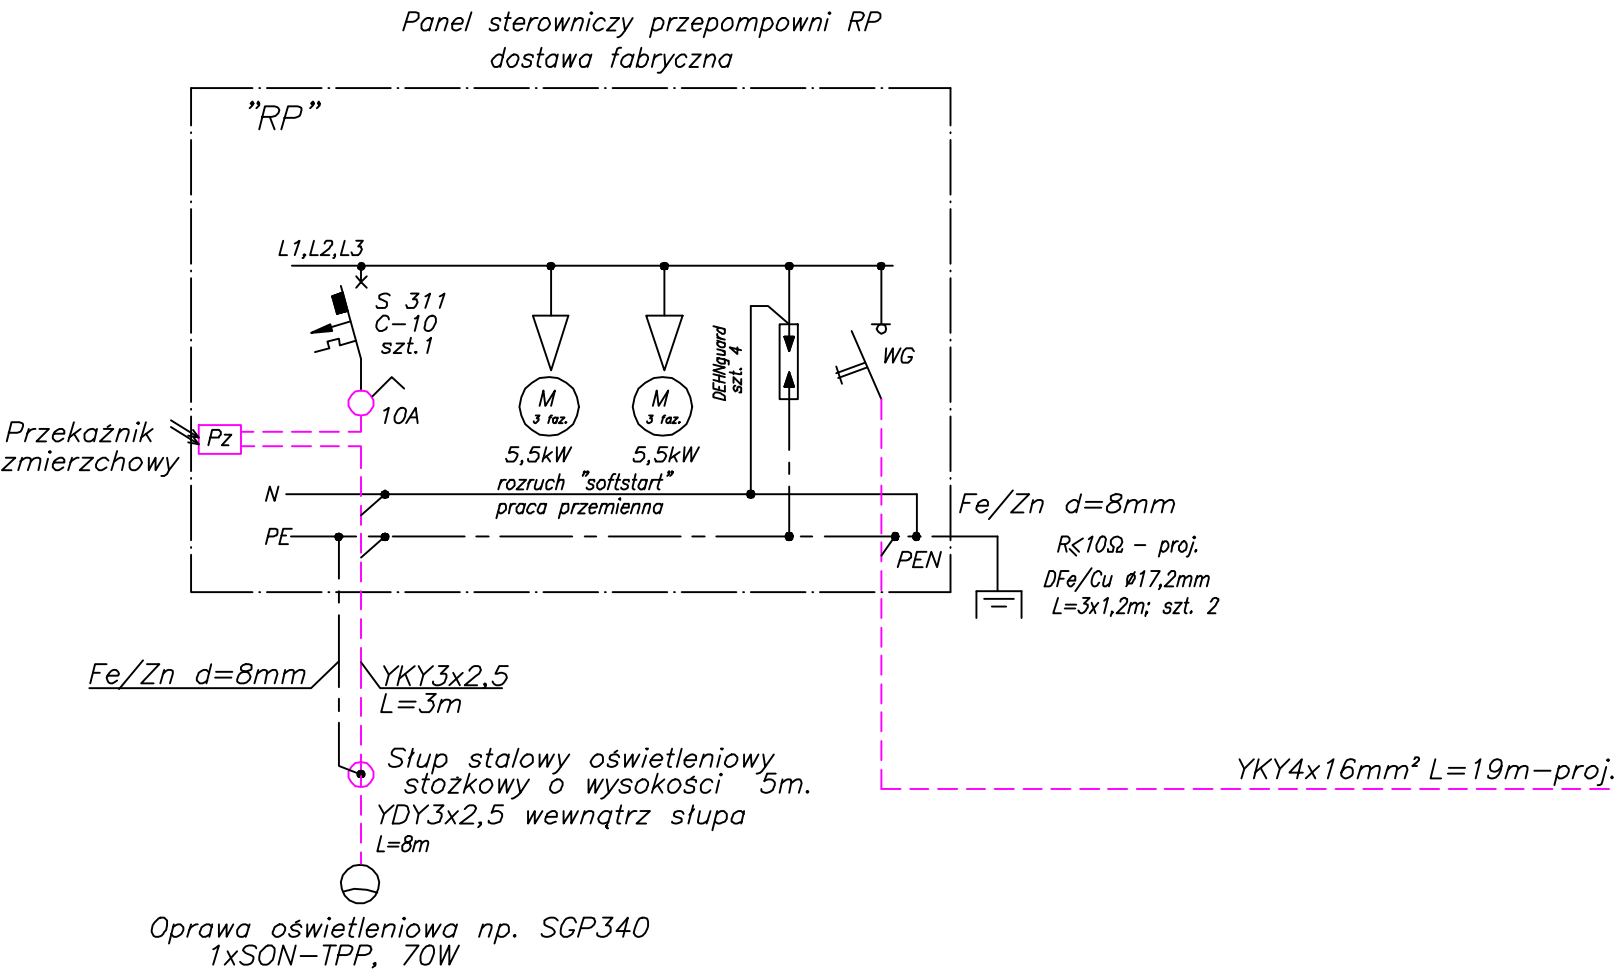 Panel sterowniczy przepompowni RP
dostawa fabryczna
"RP"
L1,L2,L3
S 311
C-10
szt.1
10A
DEHNguard
szt. 4
WG
M
3 faz.
M
3 faz.
5,5kW
5,5kW
rozruch "softstart"
praca przemienna
Przekaźnik
zmierzchowy
Pz
N
PE
PEN
Fe/Zn d=8mm
R≤10Ω - proj.
DFe/Cu ø17,2mm
L=3x1,2m; szt. 2
Fe/Zn d=8mm
YKY3x2,5
L=3m
Słup stalowy oświetleniowy
stożkowy o wysokości 5m.
YDY3x2,5 wewnątrz słupa
L=8m
YKY4x16mm² L=19m-proj.
Oprawa oświetleniowa np. SGP340
1xSON-TPP, 70W